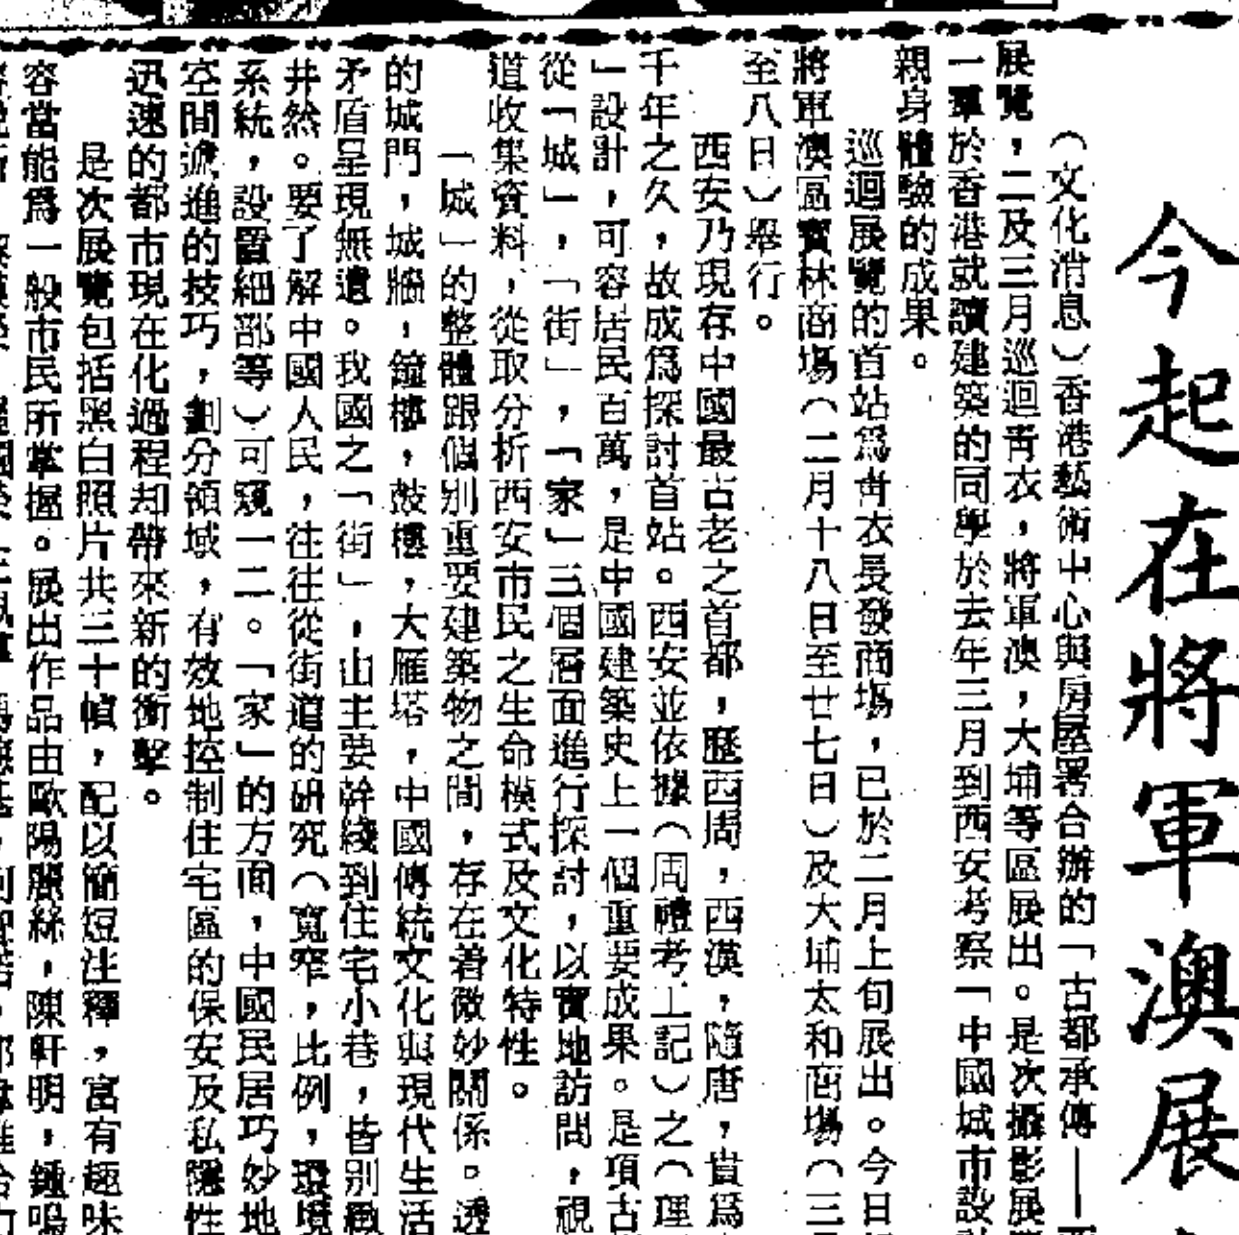 今起在將軍澳展
（文化消息）香港藝術中心與房屋署合辦的「古都承傳——西
展覽，二及三月巡迴青衣，將軍澳，大埔等區展出。是次攝影展
一羣於香港就讀建築的同學於去年三月到西安考察「中國城市設計
親身體驗的成果。
巡迴展覽的首站爲青衣長發商場，已於二月上旬展出。今日
將軍澳區寶林商場（二月十八日至廿七日）及大埔太和商場（三
至八日）舉行。
西安乃現存中國最古老之首都，歷西周，西漢，隨唐，貴爲
千年之久，故成爲探討首站。西安並依據（周禮考工記）之（理
」設計，可容居民百萬，是中國建築史上一個重要成果。是項古
從「城」，「街」，「家」三個層面進行探討，以實地訪問，視
道收集資料，從取分析西安市民之生命模式及文化特性。
「城」的整體跟個別重要建築物之間，存在着微妙關係。透
的城門，城牆，鐘樓，鼓樓，大雁塔，中國傳統文化與現代生活
矛盾呈現無遺。我國之「街」，由主要幹綫到住宅小巷，皆別緻
井然。要了解中國人民，往往從街道的研究（寬窄，比例，環境
系統，設置細部等）可窺一二。「家」的方面，中國民居巧妙地
空間遞進的技巧，劃分領域，有效地控制住宅區的保安及私隱性
迅速的都市現在化過程却帶來新的衝擊。
是次展覽包括黑白照片共三十幀，配以簡短注釋，富有趣味
容當能爲一般市民所掌握。展出作品由歐陽麗絲，陳軒明，鍾鳴